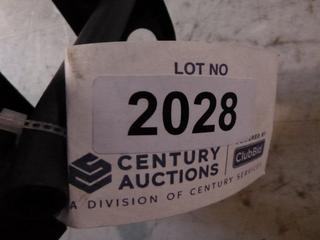 LOT NO
2028
CENTURY
AUCTIONS
ClubBid
A DIVISION OF CENTURY SERVICES